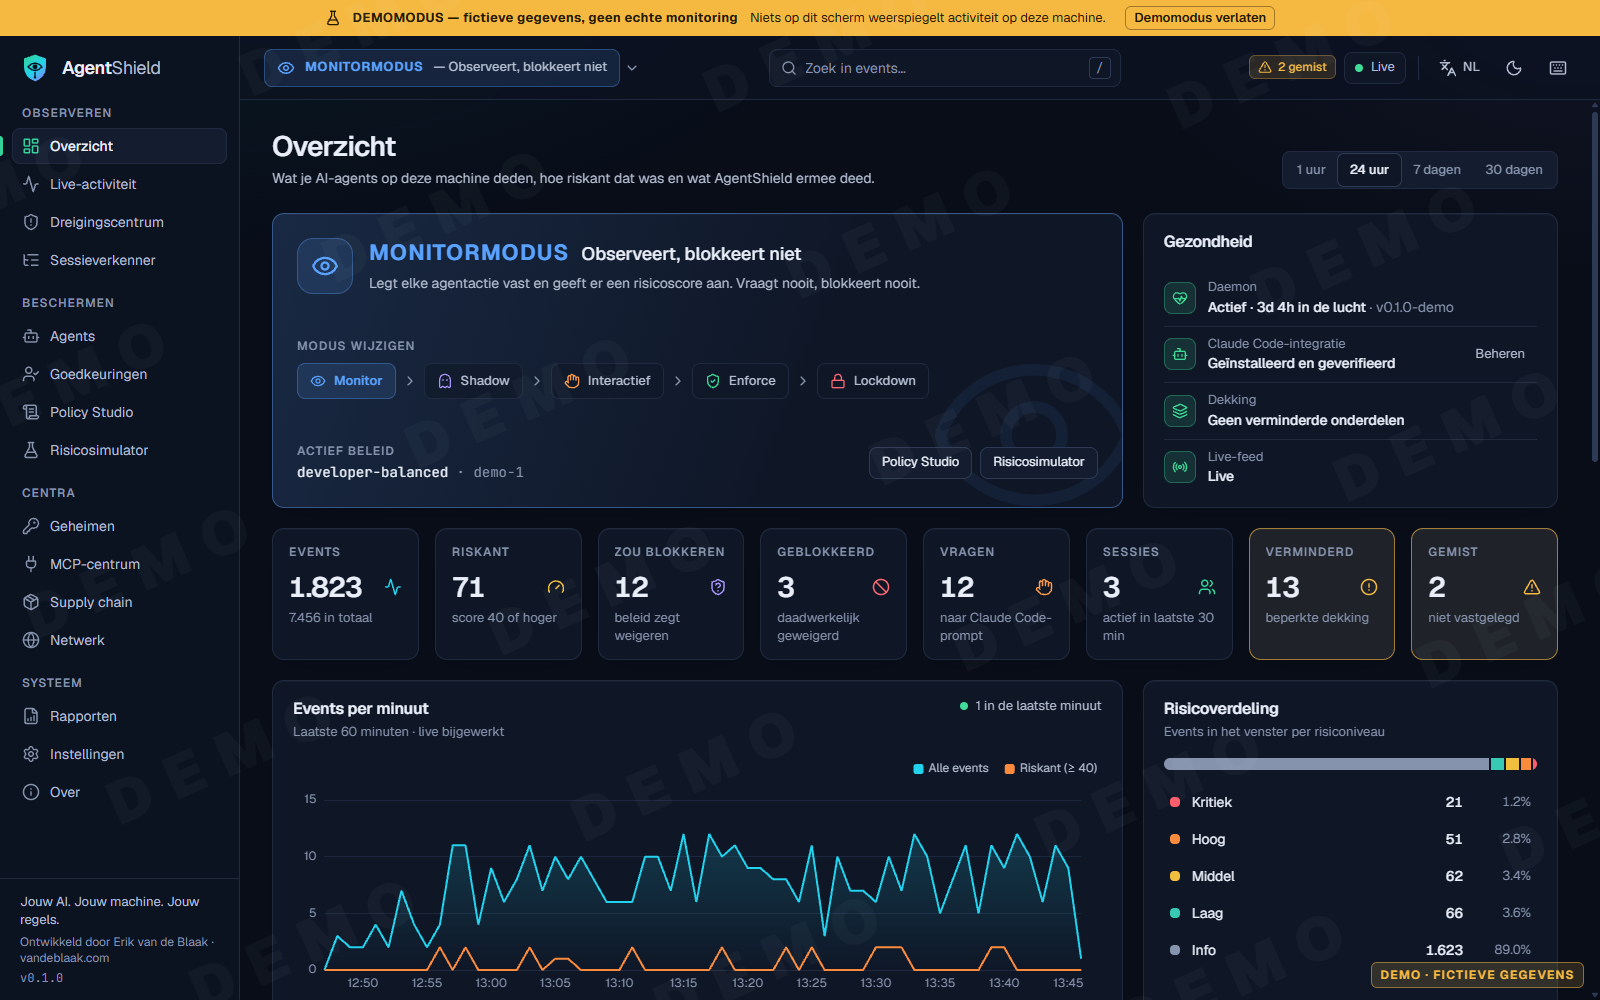 DEMOMODUS — fictieve gegevens, geen echte monitoring Niets op dit scherm weerspiegelt activiteit op deze machine. Demomodus verlaten
AgentShield
MONITORMODUS — Observeert, blokkeert niet
Zoek in events… /
2 gemist
Live
NL
OBSERVEREN
Overzicht
Live-activiteit
Dreigingscentrum
Sessieverkenner
BESCHERMEN
Agents
Goedkeuringen
Policy Studio
Risicosimulator
CENTRA
Geheimen
MCP-centrum
Supply chain
Netwerk
SYSTEEM
Rapporten
Instellingen
Over
Jouw AI. Jouw machine. Jouw
regels.
Ontwikkeld door Erik van de Blaak ·
vandeblaak.com
v0.1.0
Overzicht
Wat je AI-agents op deze machine deden, hoe riskant dat was en wat AgentShield ermee deed.
1 uur 24 uur 7 dagen 30 dagen
MONITORMODUS Observeert, blokkeert niet
Legt elke agentactie vast en geeft er een risicoscore aan. Vraagt nooit, blokkeert nooit.
MODUS WIJZIGEN
Monitor Shadow Interactief Enforce Lockdown
ACTIEF BELEID
developer-balanced · demo-1
Policy Studio Risicosimulator
Gezondheid
Daemon
Actief · 3d 4h in de lucht · v0.1.0-demo
Claude Code-integratie
Geïnstalleerd en geverifieerd
Beheren
Dekking
Geen verminderde onderdelen
Live-feed
Live
EVENTS
1.823
7.456 in totaal
RISKANT
71
score 40 of hoger
ZOU BLOKKEREN
12
beleid zegt
weigeren
GEBLOKKEERD
3
daadwerkelijk
geweigerd
VRAGEN
12
naar Claude Code-
prompt
SESSIES
3
actief in laatste 30
min
VERMINDERD
13
beperkte dekking
GEMIST
2
niet vastgelegd
Events per minuut
Laatste 60 minuten · live bijgewerkt
1 in de laatste minuut
Alle events Riskant (≥ 40)
15
10
5
0
12:50 12:55 13:00 13:05 13:10 13:15 13:20 13:25 13:30 13:35 13:40 13:45
Risicoverdeling
Events in het venster per risiconiveau
Kritiek 21 1.2%
Hoog 51 2.8%
Middel 62 3.4%
Laag 66 3.6%
Info 1.623 89.0%
DEMO · FICTIEVE GEGEVENS
DEMO